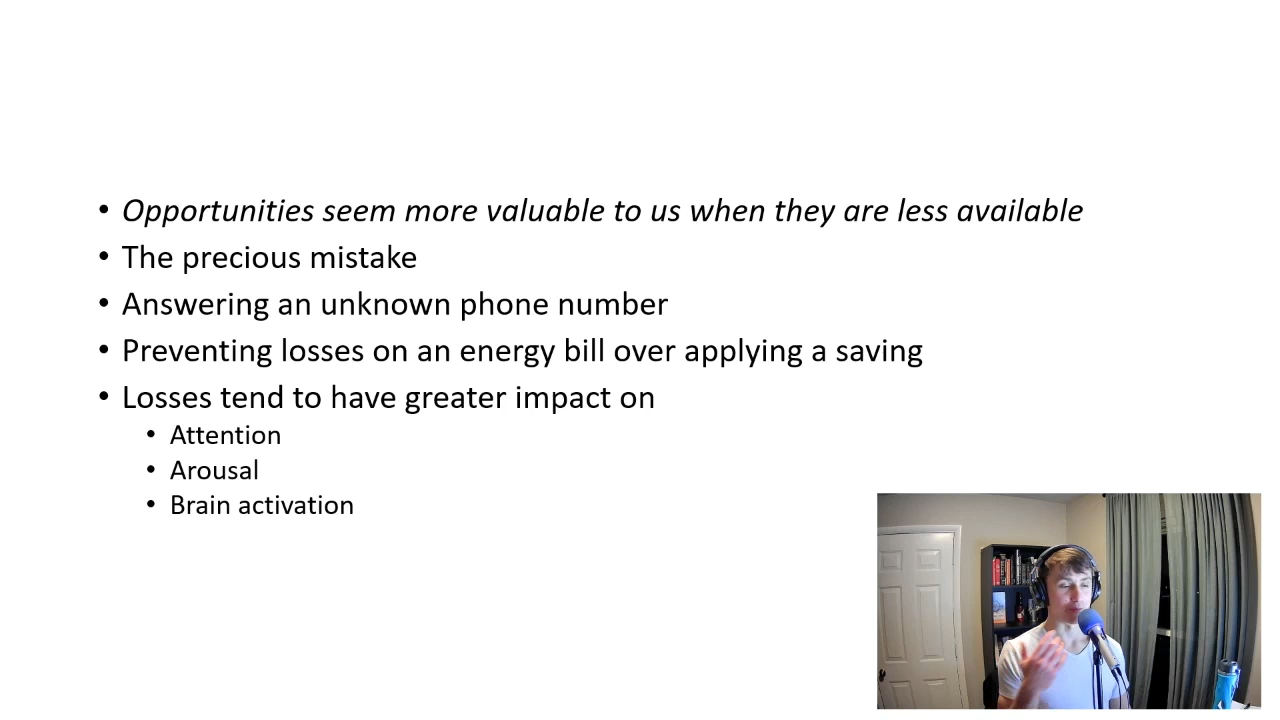 • Opportunities seem more valuable to us when they are less available
• The precious mistake
• Answering an unknown phone number
• Preventing losses on an energy bill over applying a saving
• Losses tend to have greater impact on
• Attention
• Arousal
• Brain activation